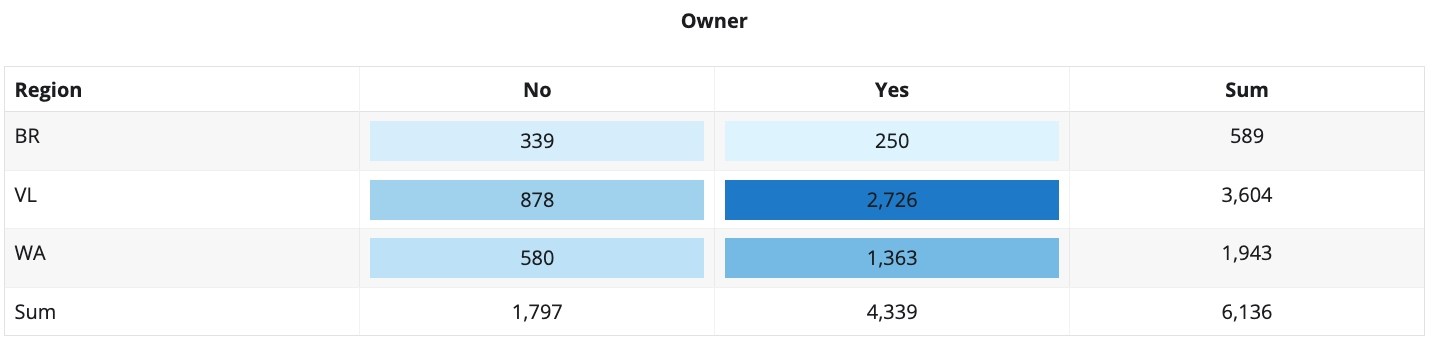 Owner
Region No Yes Sum
BR 339 250 589
VL 878 2,726 3,604
WA 580 1,363 1,943
Sum 1,797 4,339 6,136